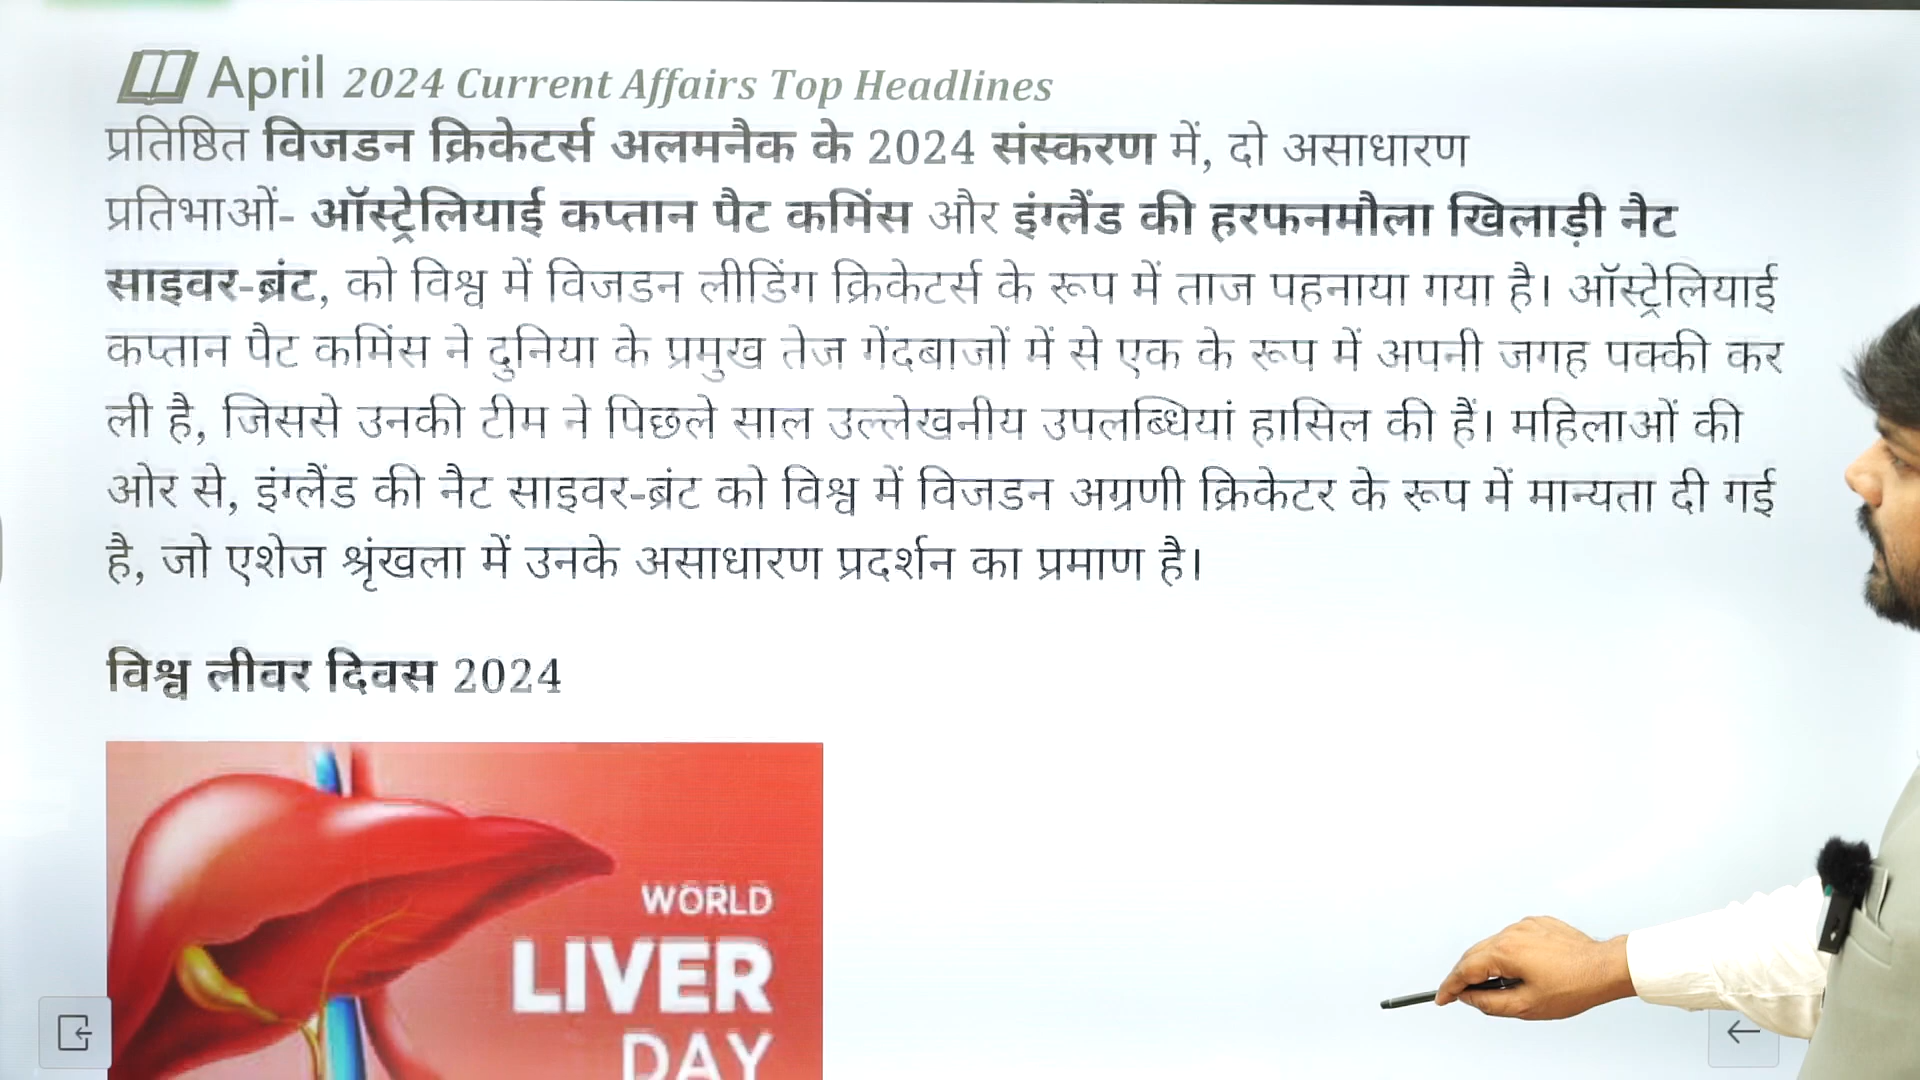 April 2024 Current Affairs Top Headlines
प्रतिष्ठित विजडन क्रिकेटर्स अलमनैक के 2024 संस्करण में, दो असाधारण
प्रतिभाओं- ऑस्ट्रेलियाई कप्तान पैट कमिंस और इंग्लैंड की हरफनमौला खिलाड़ी नैट
साइवर-ब्रंट, को विश्व में विजडन लीडिंग क्रिकेटर्स के रूप में ताज पहनाया गया है। ऑस्ट्रेलियाई
कप्तान पैट कमिंस ने दुनिया के प्रमुख तेज गेंदबाजों में से एक के रूप में अपनी जगह पक्की कर
ली है, जिससे उनकी टीम ने पिछले साल उल्लेखनीय उपलब्धियां हासिल की हैं। महिलाओं की
ओर से, इंग्लैंड की नैट साइवर-ब्रंट को विश्व में विजडन अग्रणी क्रिकेटर के रूप में मान्यता दी गई
है, जो एशेज श्रृंखला में उनके असाधारण प्रदर्शन का प्रमाण है।
विश्व लीवर दिवस 2024
WORLD
LIVER
DAY